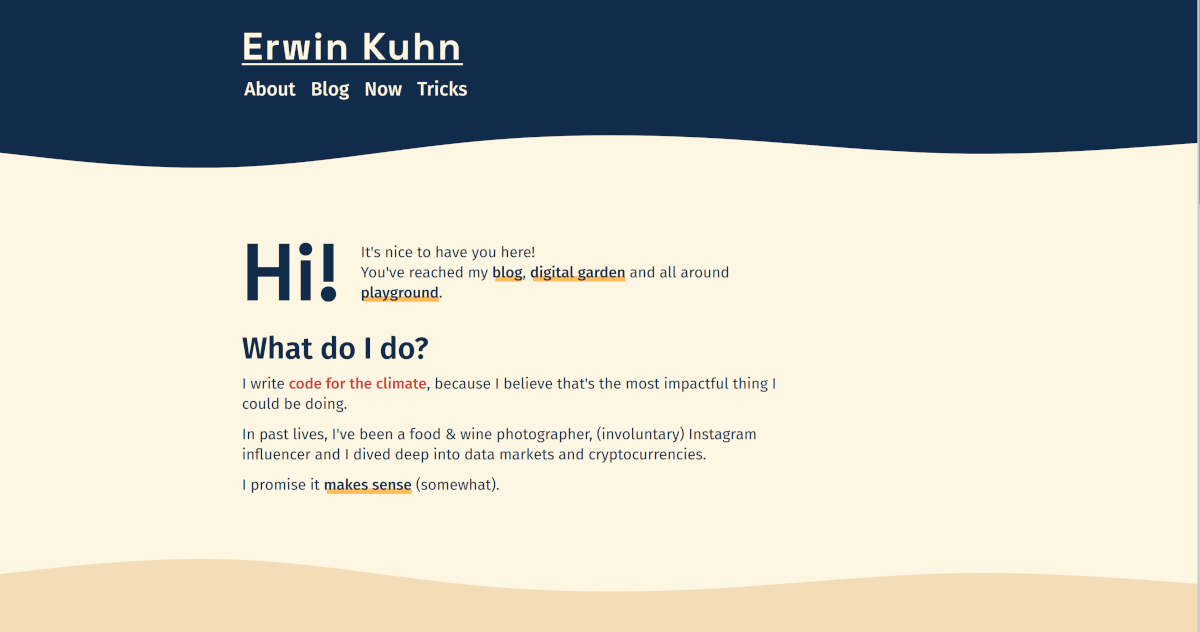 Erwin Kuhn
About Blog Now Tricks
Hi!
It's nice to have you here!
You've reached my blog, digital garden and all around
playground.
What do I do?
I write code for the climate, because I believe that's the most impactful thing I
could be doing.
In past lives, I've been a food & wine photographer, (involuntary) Instagram
influencer and I dived deep into data markets and cryptocurrencies.
I promise it makes sense (somewhat).